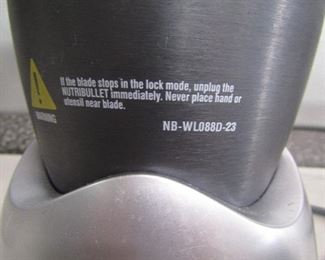 If the blade stops in the lock mode, unplug the
NUTRIBULLET immediately. Never place hand or
utensil near blade.
WARNING
NB-WL088D-23